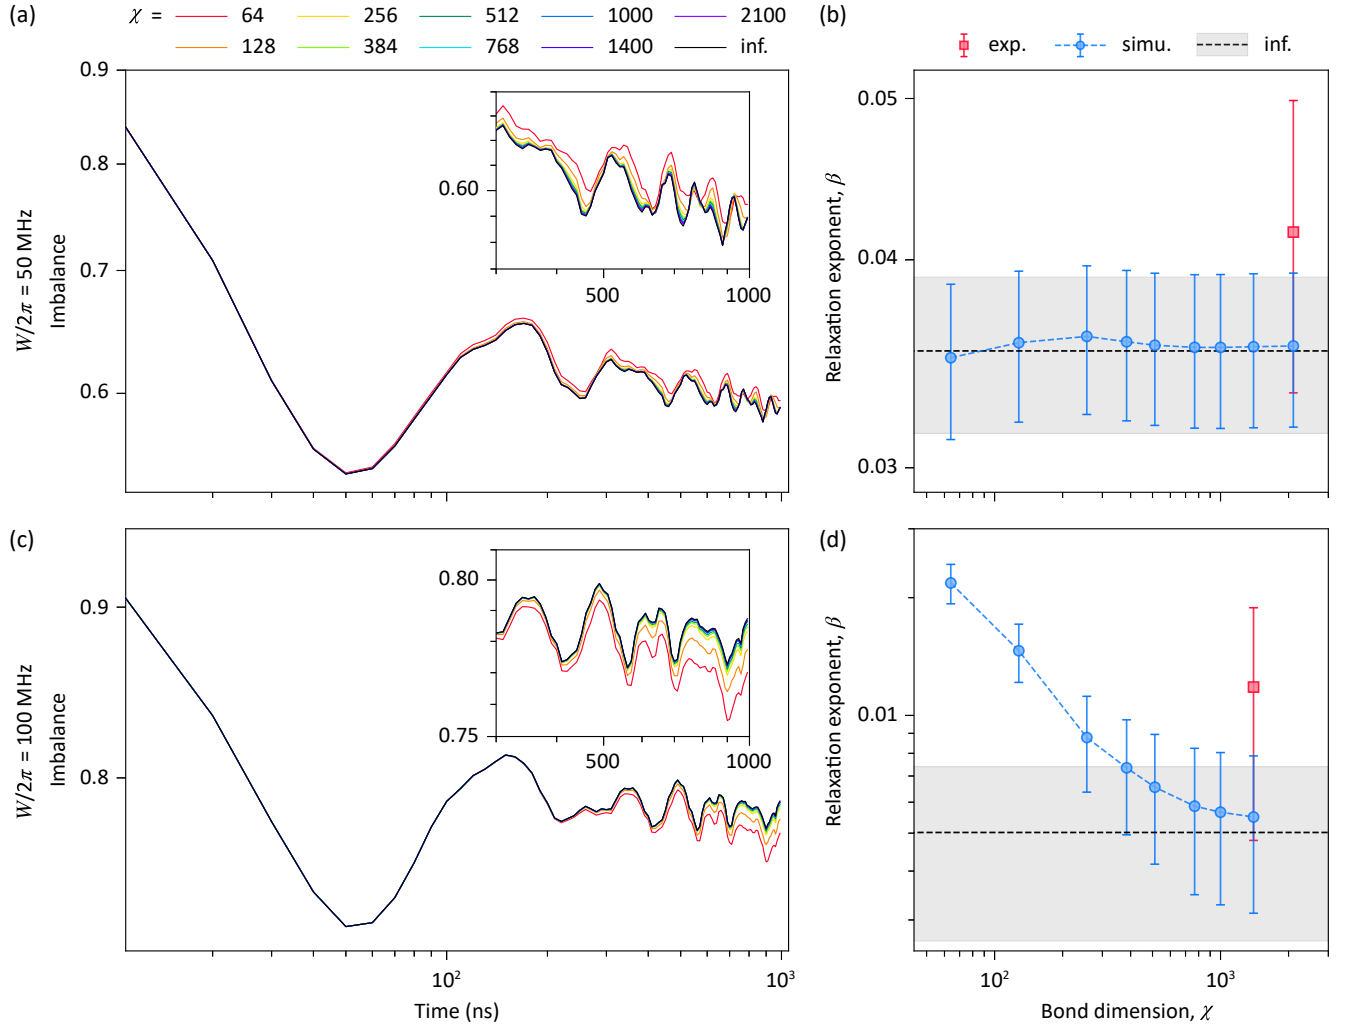 (a)
χ =
64
256
512
1000
2100
128
384
768
1400
inf.
0.9
0.8
0.7
0.6
W/2π = 50 MHz
Imbalance
0.60
500
1000
(b)
exp.
simu.
inf.
0.05
0.04
0.03
Relaxation exponent, β
(c)
0.9
0.8
W/2π = 100 MHz
Imbalance
0.80
0.75
500
1000
10²
10³
Time (ns)
(d)
0.01
Relaxation exponent, β
10²
10³
Bond dimension, χ